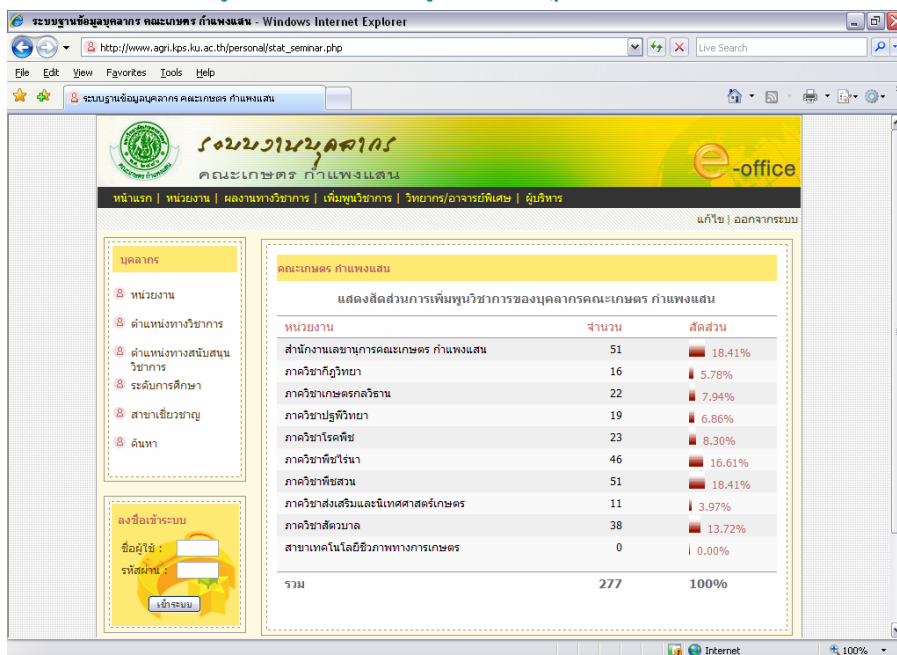 ระบบฐานข้อมูลบุคลากร คณะเกษตร กำแพงแสน - Windows Internet Explorer
http://www.agri.kps.ku.ac.th/personal/stat_seminar.php
Live Search
File Edit View Favorites Tools Help
ระบบฐานข้อมูลบุคลากร คณะเกษตร กำแพงแสน
ระบบงานบุคลากร
คณะเกษตร กำแพงแสน
e-office
หน้าแรก | หน่วยงาน | ผลงานทางวิชาการ | เพิ่มพูนวิชาการ | วิทยากร/อาจารย์พิเศษ | ผู้บริหาร
แก้ไข | ออกจากระบบ
บุคลากร
หน่วยงาน
ตำแหน่งทางวิชาการ
ตำแหน่งทางสนับสนุน
วิชาการ
ระดับการศึกษา
สาขาเชี่ยวชาญ
ค้นหา
ลงชื่อเข้าระบบ
ชื่อผู้ใช้ :
รหัสผ่าน :
เข้าระบบ
คณะเกษตร กำแพงแสน
แสดงสัดส่วนการเพิ่มพูนวิชาการของบุคลากรคณะเกษตร กำแพงแสน
หน่วยงาน จำนวน สัดส่วน
สำนักงานเลขานุการคณะเกษตร กำแพงแสน 51 18.41%
ภาควิชากีฏวิทยา 16 5.78%
ภาควิชาเกษตรกลวิธาน 22 7.94%
ภาควิชาปฐพีวิทยา 19 6.86%
ภาควิชาโรคพืช 23 8.30%
ภาควิชาพืชไร่นา 46 16.61%
ภาควิชาพืชสวน 51 18.41%
ภาควิชาส่งเสริมและนิเทศศาสตร์เกษตร 11 3.97%
ภาควิชาสัตวบาล 38 13.72%
สาขาเทคโนโลยีชีวภาพทางการเกษตร 0 0.00%
รวม 277 100%
Internet 100%